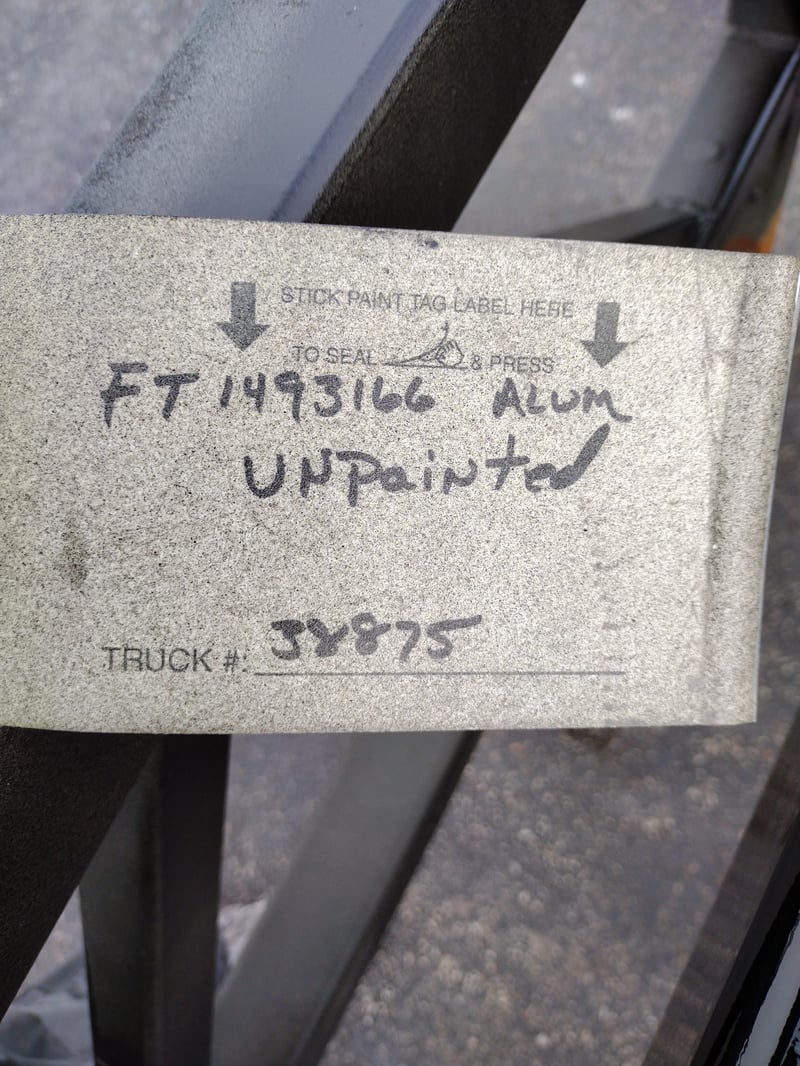 STICK PAINT TAG LABEL HERE
TO SEAL & PRESS
FT 1493166 ALUM
UNPainted
TRUCK #: 38875